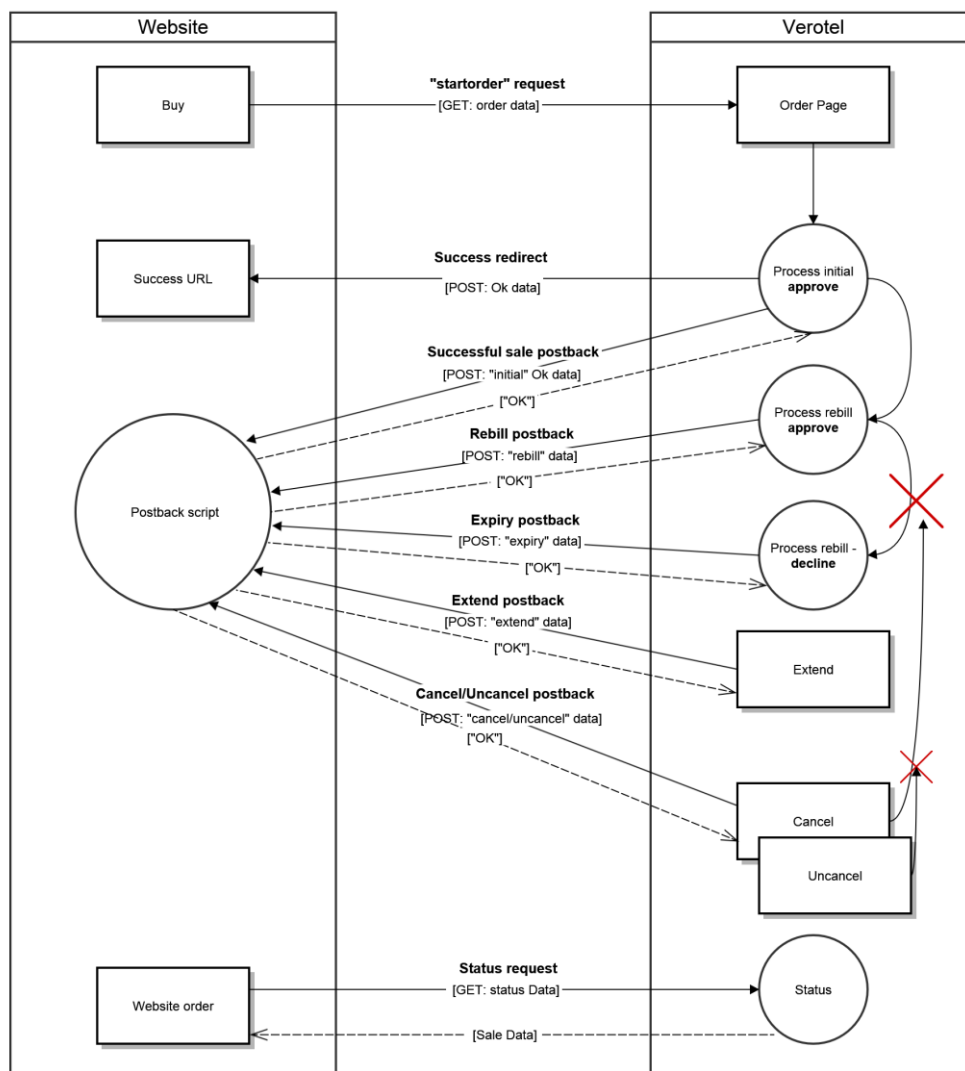 Website
Verotel
"startorder" request
Buy
[GET: order data]
Order Page
Success redirect
Success URL
[POST: Ok data]
Process initial
approve
Successful sale postback
[POST: "initial" Ok data]
["OK"]
Process rebill
approve
Rebill postback
[POST: "rebill" data]
["OK"]
Postback script
Expiry postback
[POST: "expiry" data]
["OK"]
Process rebill -
decline
Extend postback
[POST: "extend" data]
["OK"]
Extend
Cancel/Uncancel postback
[POST: "cancel/uncancel" data]
["OK"]
Cancel
Uncancel
Status request
[GET: status Data]
Website order
Status
[Sale Data]